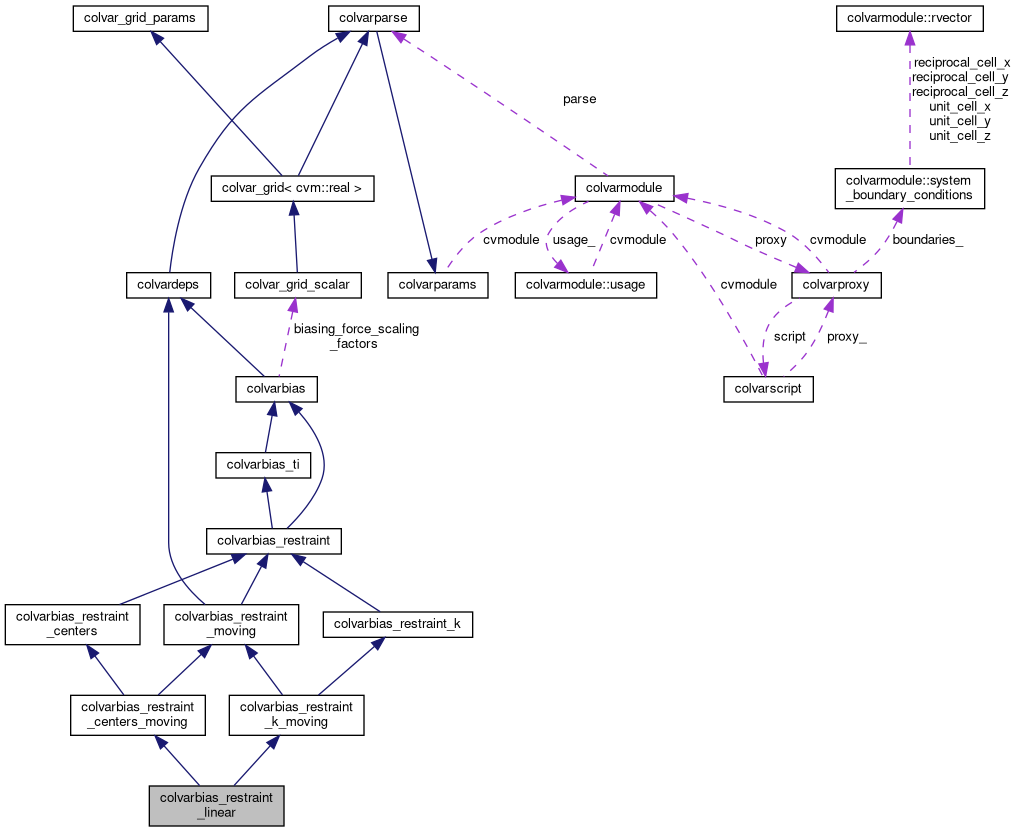 colvar_grid_params
colvarparse
colvarmodule::rvector
reciprocal_cell_x
reciprocal_cell_y
reciprocal_cell_z
unit_cell_x
unit_cell_y
unit_cell_z
parse
colvar_grid< cvm::real >
colvarmodule
colvarmodule::system
_boundary_conditions
cvmodule
usage_
cvmodule
proxy
cvmodule
boundaries_
colvardeps
colvar_grid_scalar
colvarparams
colvarmodule::usage
cvmodule
colvarproxy
biasing_force_scaling
_factors
script
proxy_
colvarbias
colvarscript
colvarbias_ti
colvarbias_restraint
colvarbias_restraint
_centers
colvarbias_restraint
_moving
colvarbias_restraint_k
colvarbias_restraint
_centers_moving
colvarbias_restraint
_k_moving
colvarbias_restraint
_linear